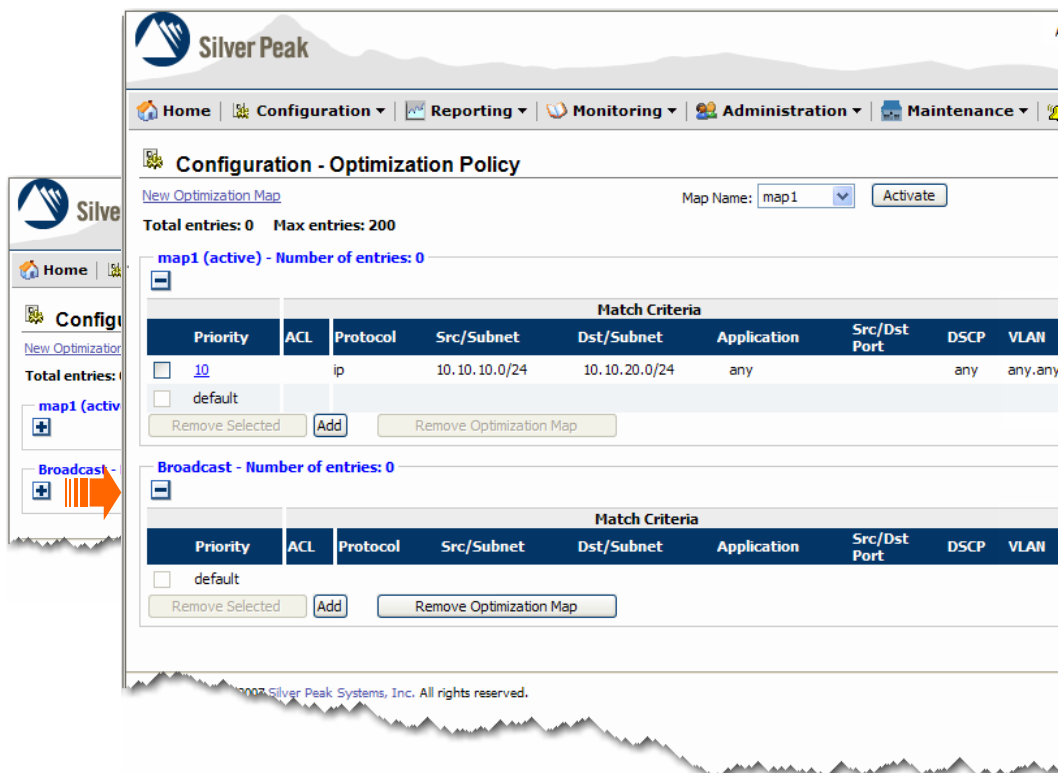 Silver Peak
Home Configuration Reporting Monitoring Administration Maintenance
Configuration - Optimization Policy
New Optimization Map Map Name: map1 Activate
Total entries: 0 Max entries: 200
map1 (active) - Number of entries: 0
Match Criteria
Priority ACL Protocol Src/Subnet Dst/Subnet Application Src/Dst Port DSCP VLAN
10 ip 10.10.10.0/24 10.10.20.0/24 any any any.any
default
Remove Selected Add Remove Optimization Map
Broadcast - Number of entries: 0
Match Criteria
Priority ACL Protocol Src/Subnet Dst/Subnet Application Src/Dst Port DSCP VLAN
default
Remove Selected Add Remove Optimization Map
2007 Silver Peak Systems, Inc. All rights reserved.
Silve
Home
Configu
New Optimization
Total entries:
map1 (activ
Broadcast -